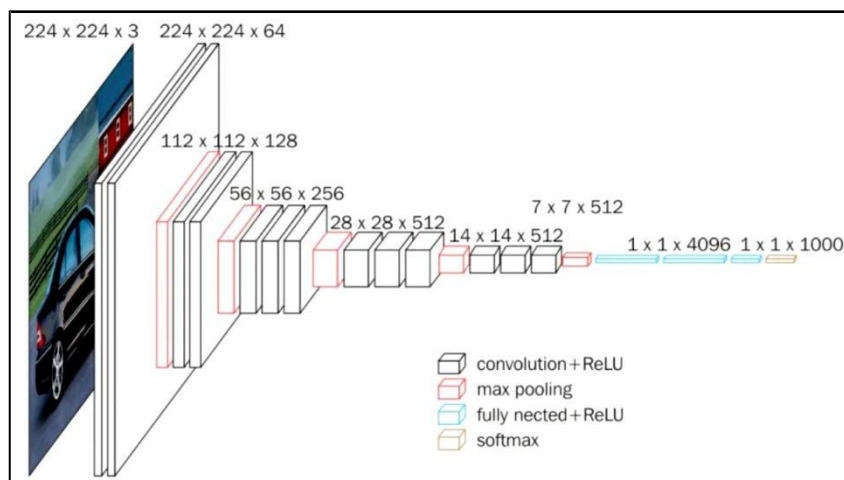 224 x 224 x 3
224 x 224 x 64
112 x 112 x 128
56 x 56 x 256
28 x 28 x 512
14 x 14 x 512
7 x 7 x 512
1 x 1 x 4096
1 x 1 x 1000
convolution+ReLU
max pooling
fully nected+ReLU
softmax